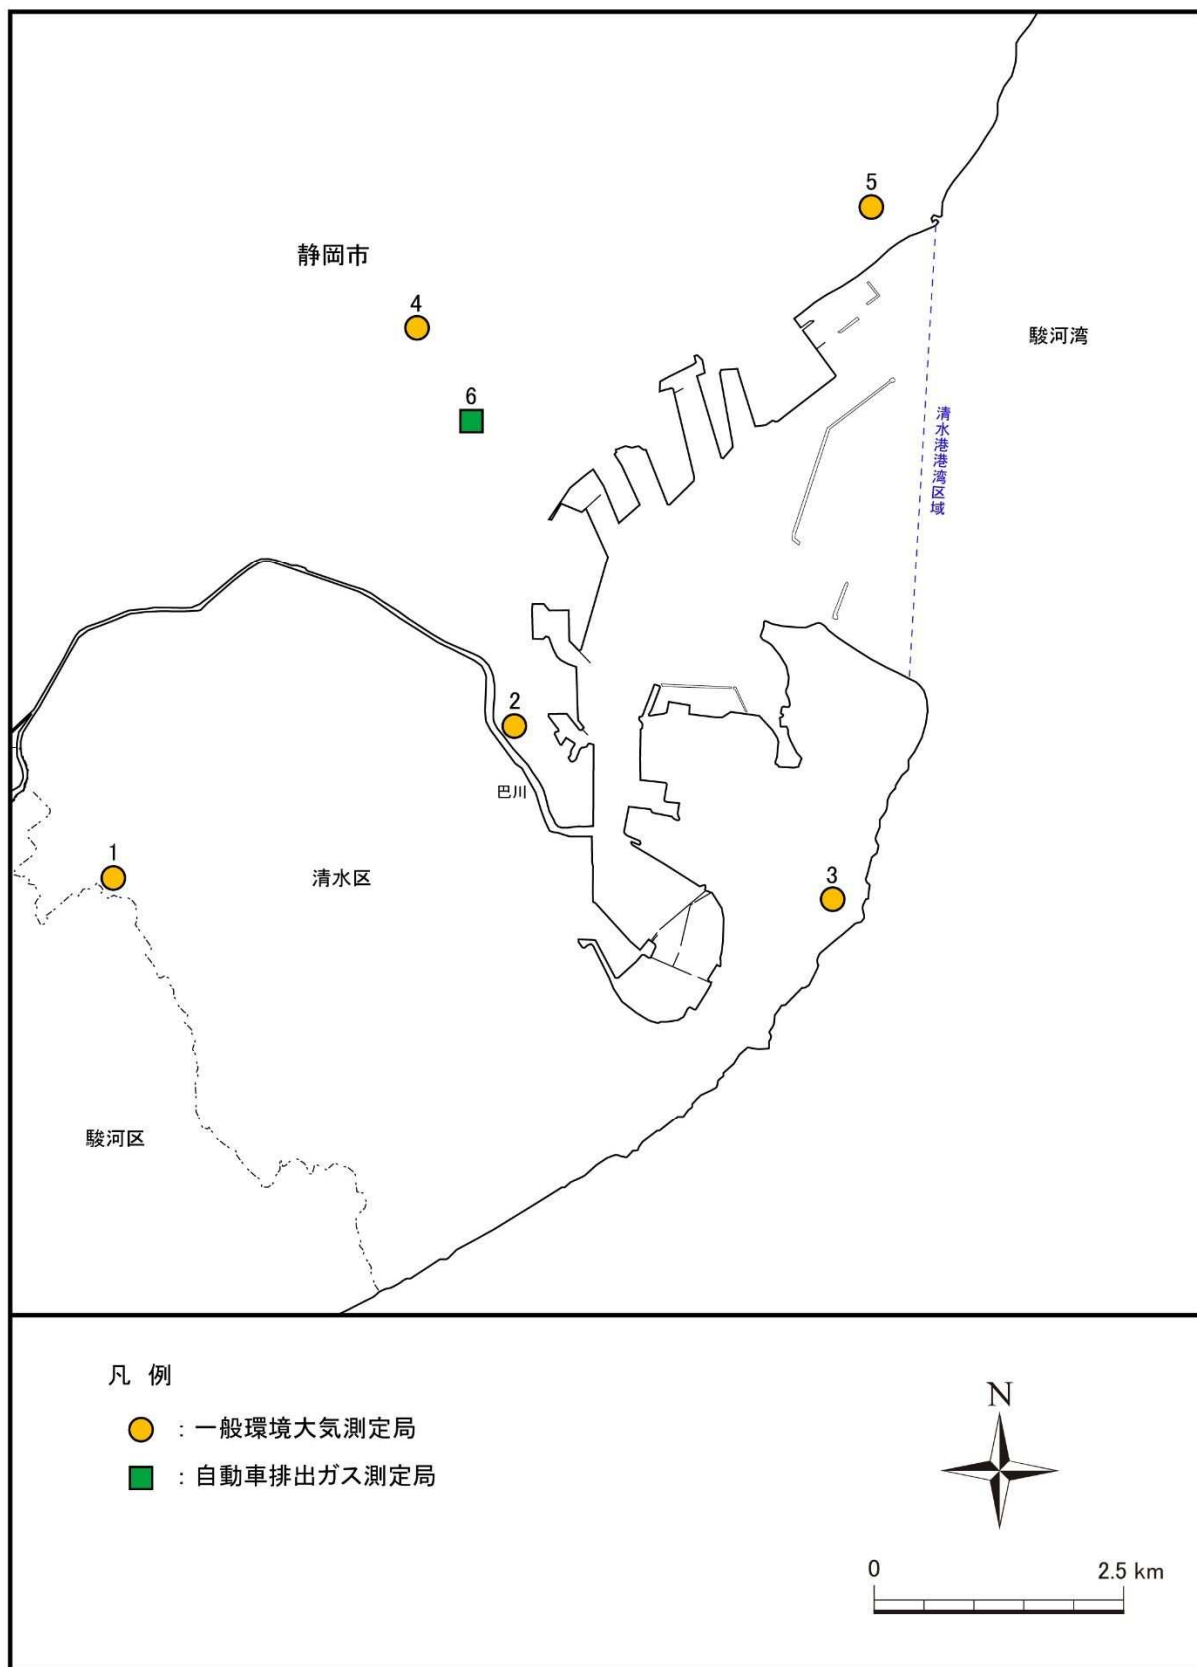 5
静岡市
4
駿河湾
6
清水港港湾区域
2
巴川
1
清水区
3
駿河区
凡 例
：一般環境大気測定局
：自動車排出ガス測定局
N
0
2.5 km